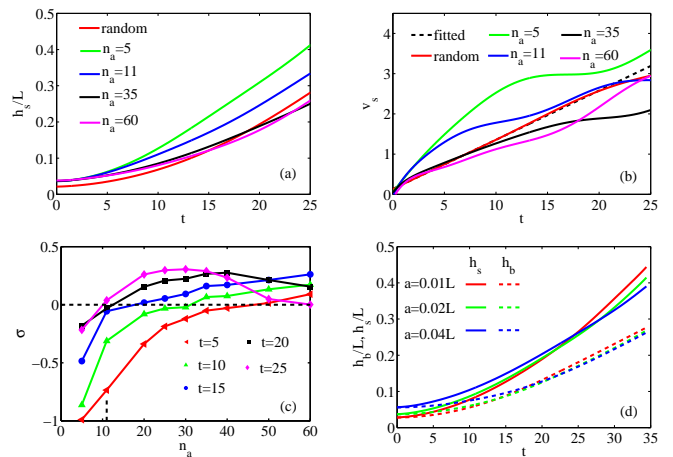 0.5
0.4
0.3
0.2
0.1
0
h_s/L
random
n_a=5
n_a=11
n_a=35
n_a=60
(a)
0 5 10 15 20 25
t
4
3
2
1
0
v_s
fitted n_a=5 n_a=35
random n_a=11 n_a=60
(b)
0 5 10 15 20 25
t
0.5
0
−0.5
−1
σ
t=5 t=20
t=10 t=25
t=15
(c)
0 10 20 30 40 50 60
n_a
0.5
0.4
0.3
0.2
0.1
0
h_b/L, h_s/L
h_s h_b
a=0.01L
a=0.02L
a=0.04L
(d)
0 5 10 15 20 25 30 35
t